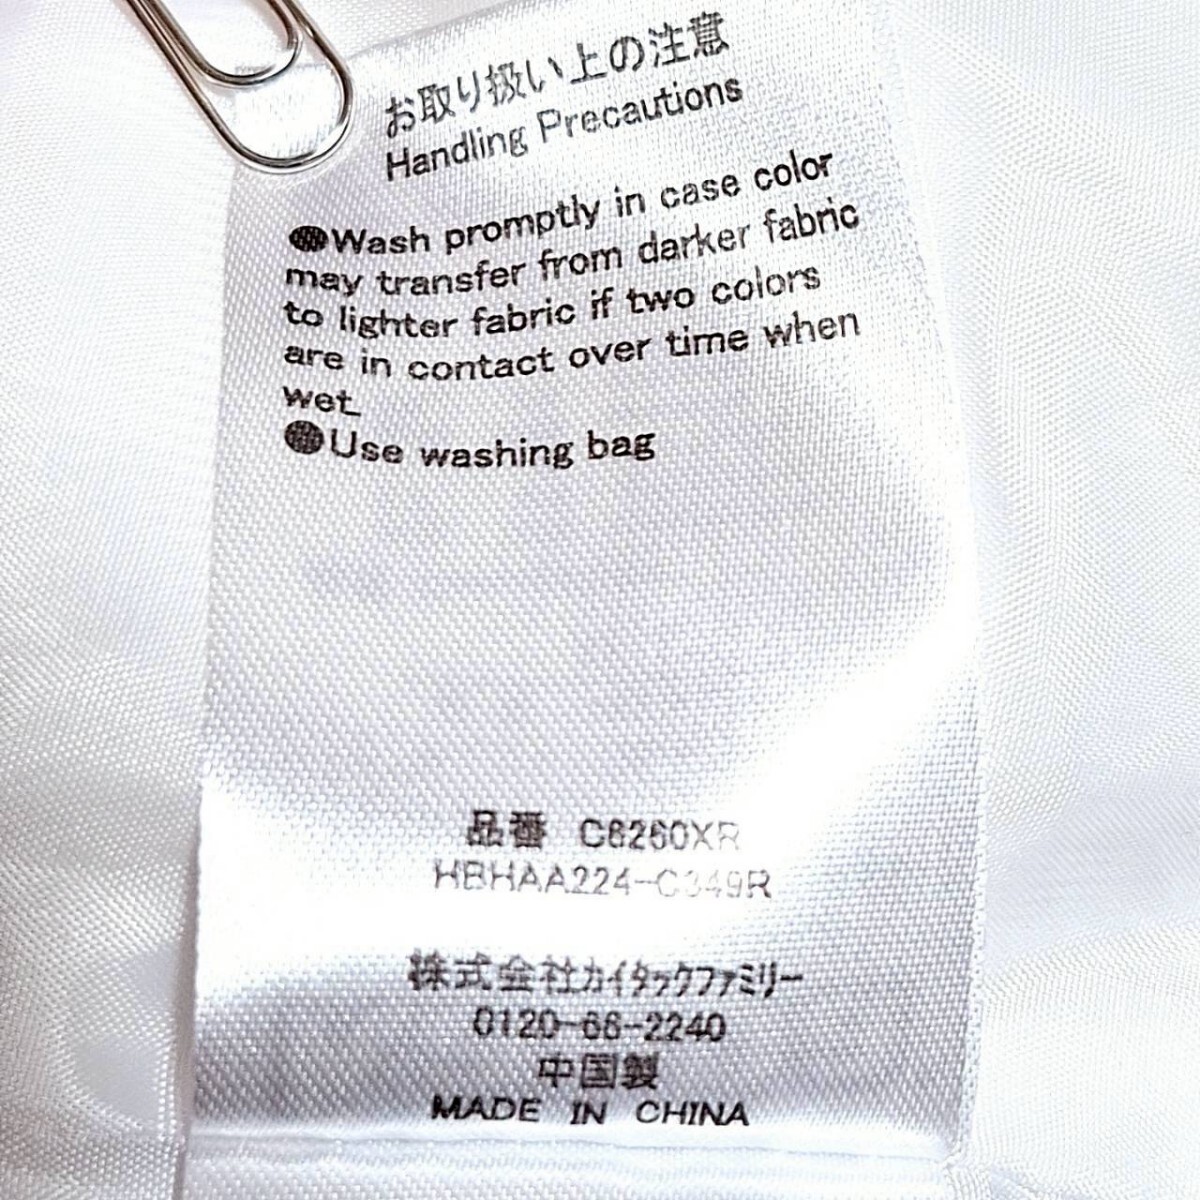 お取り扱い上の注意
Handling Precautions
●Wash promptly in case color
may transfer from darker fabric
to lighter fabric if two colors
are in contact over time when
wet.
●Use washing bag
品番 C6260XR
HBHAA224-C349R
株式会社カイタックファミリー
0120-66-2240
中国製
MADE IN CHINA